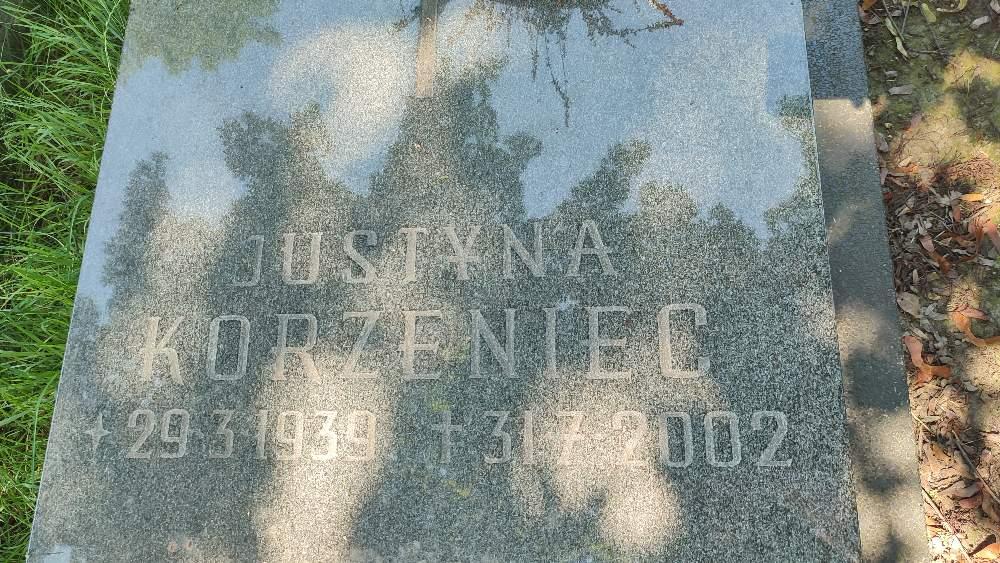 JUSTYNA
KORZENIEC
* 29·3·1939 ✝ 31·7·2002